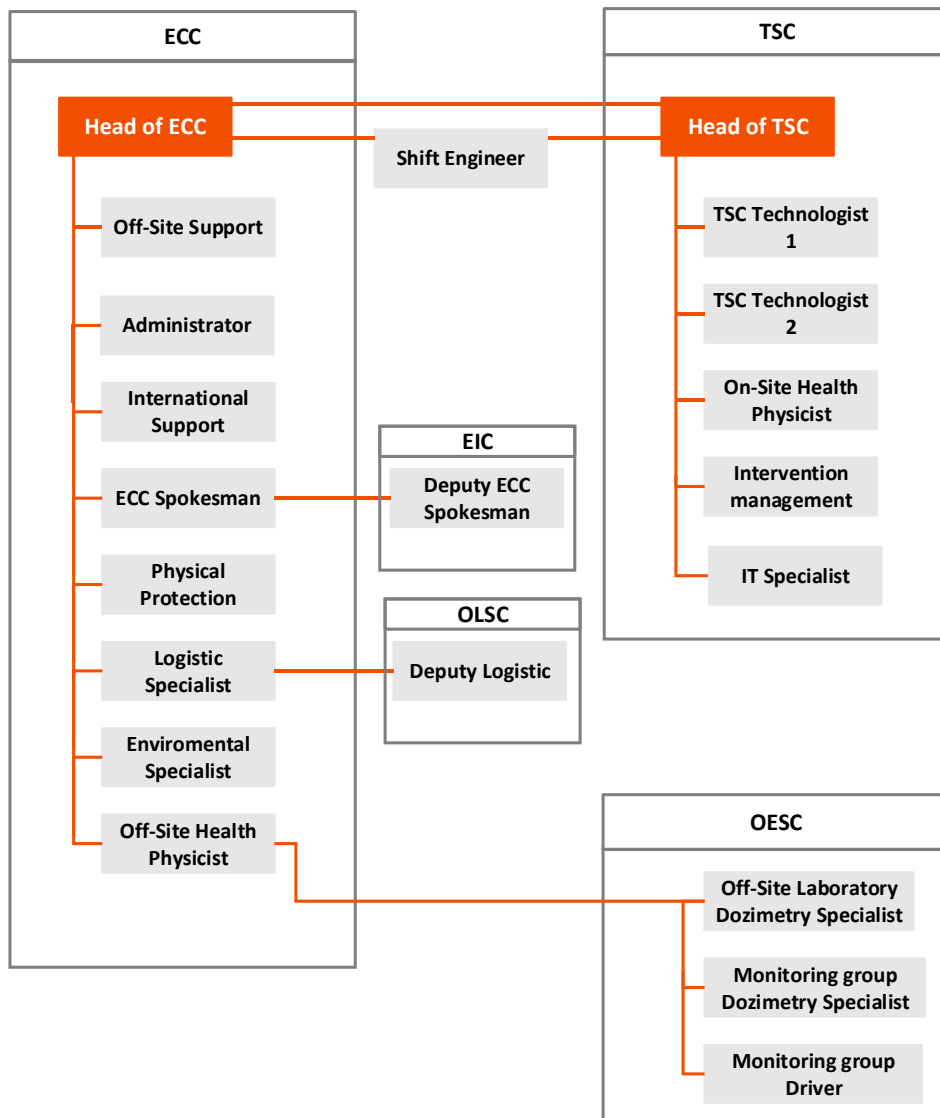 ECC
TSC
Head of ECC
Shift Engineer
Head of TSC
Off-Site Support
Administrator
International
Support
ECC Spokesman
Physical
Protection
Logistic
Specialist
Enviromental
Specialist
Off-Site Health
Physicist
EIC
Deputy ECC
Spokesman
OLSC
Deputy Logistic
TSC Technologist
1
TSC Technologist
2
On-Site Health
Physicist
Intervention
management
IT Specialist
OESC
Off-Site Laboratory
Dozimetry Specialist
Monitoring group
Dozimetry Specialist
Monitoring group
Driver